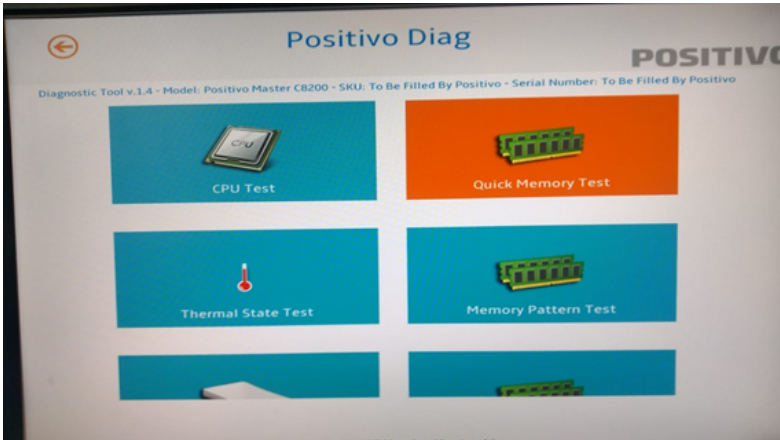 Positivo Diag
POSITIVO
Diagnostic Tool v.1.4 - Model: Positivo Master C8200 - SKU: To Be Filled By Positivo - Serial Number: To Be Filled By Positivo
CPU
CPU Test
Quick Memory Test
Thermal State Test
Memory Pattern Test